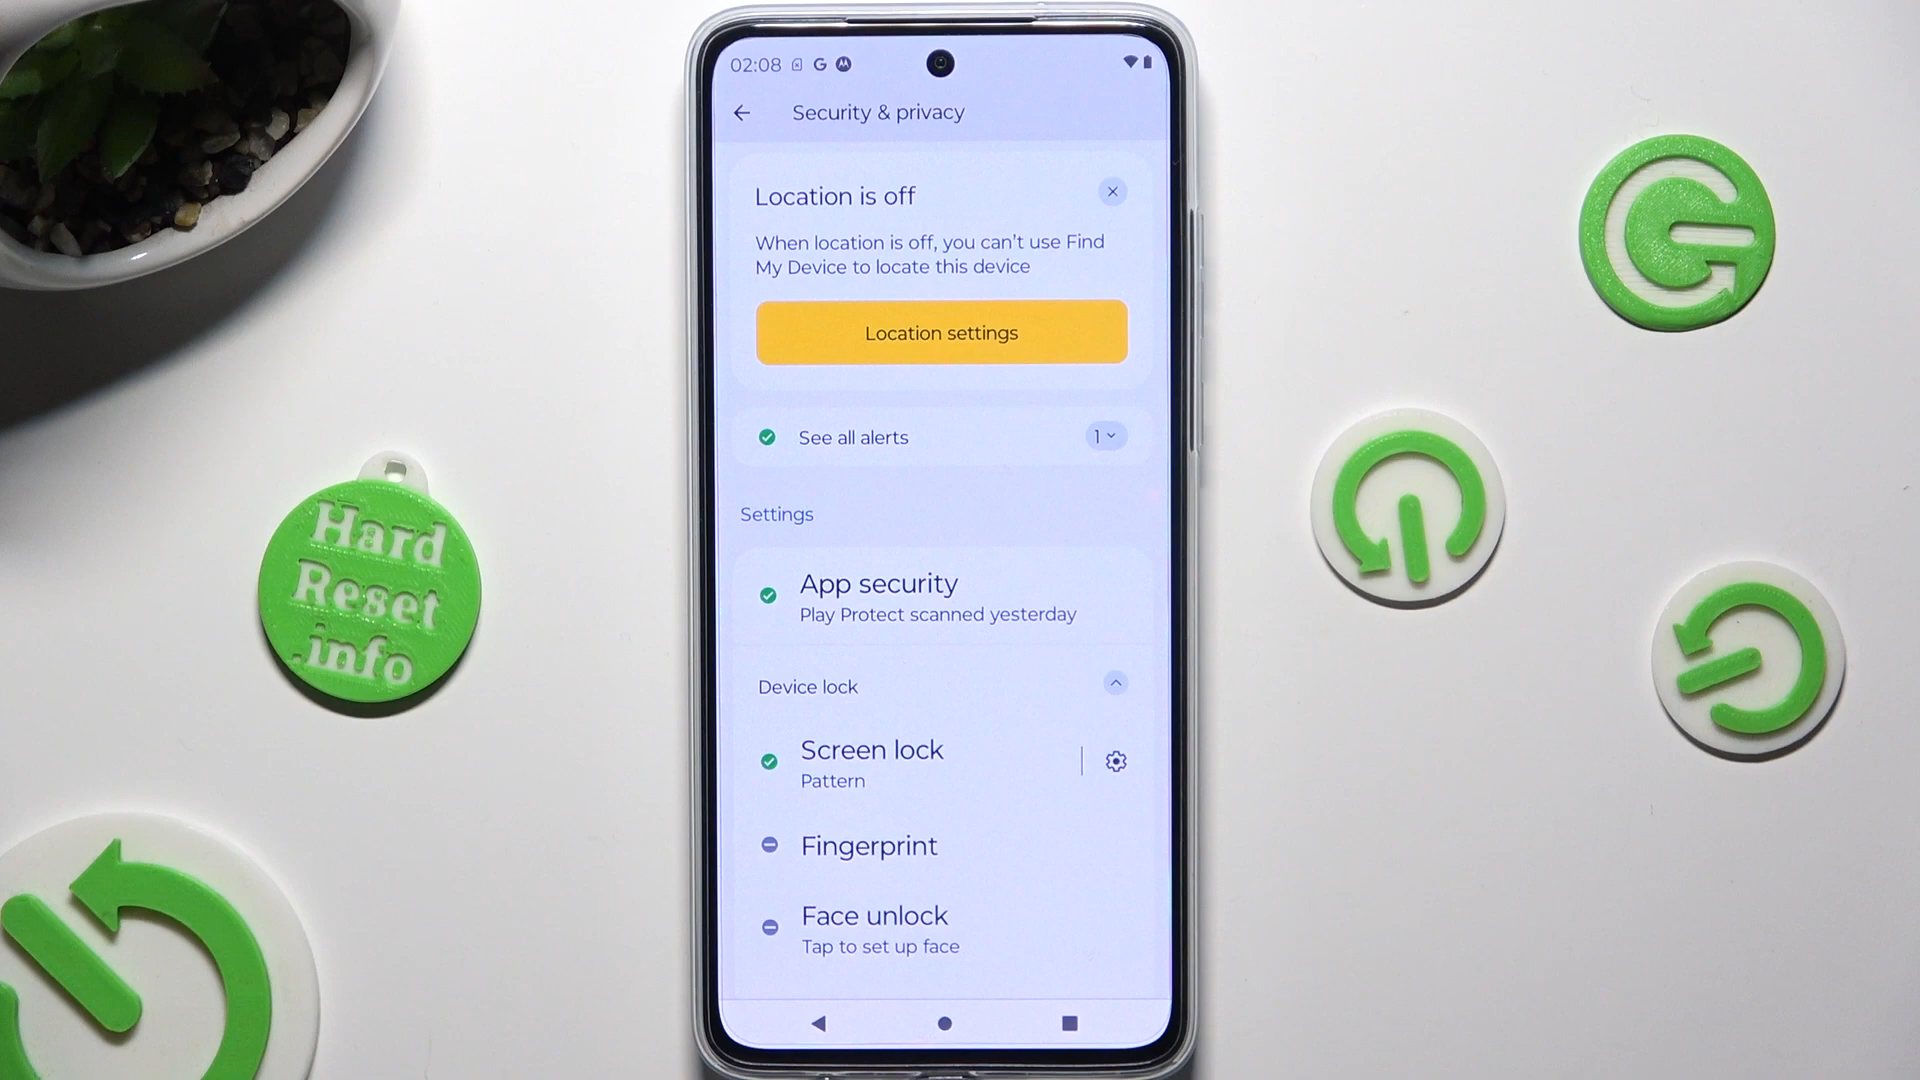 02:08
Security & privacy
Location is off
When location is off, you can't use Find
My Device to locate this device
Location settings
See all alerts
1
Settings
App security
Play Protect scanned yesterday
Device lock
Screen lock
Pattern
Fingerprint
Face unlock
Tap to set up face
Hard
Reset
.info